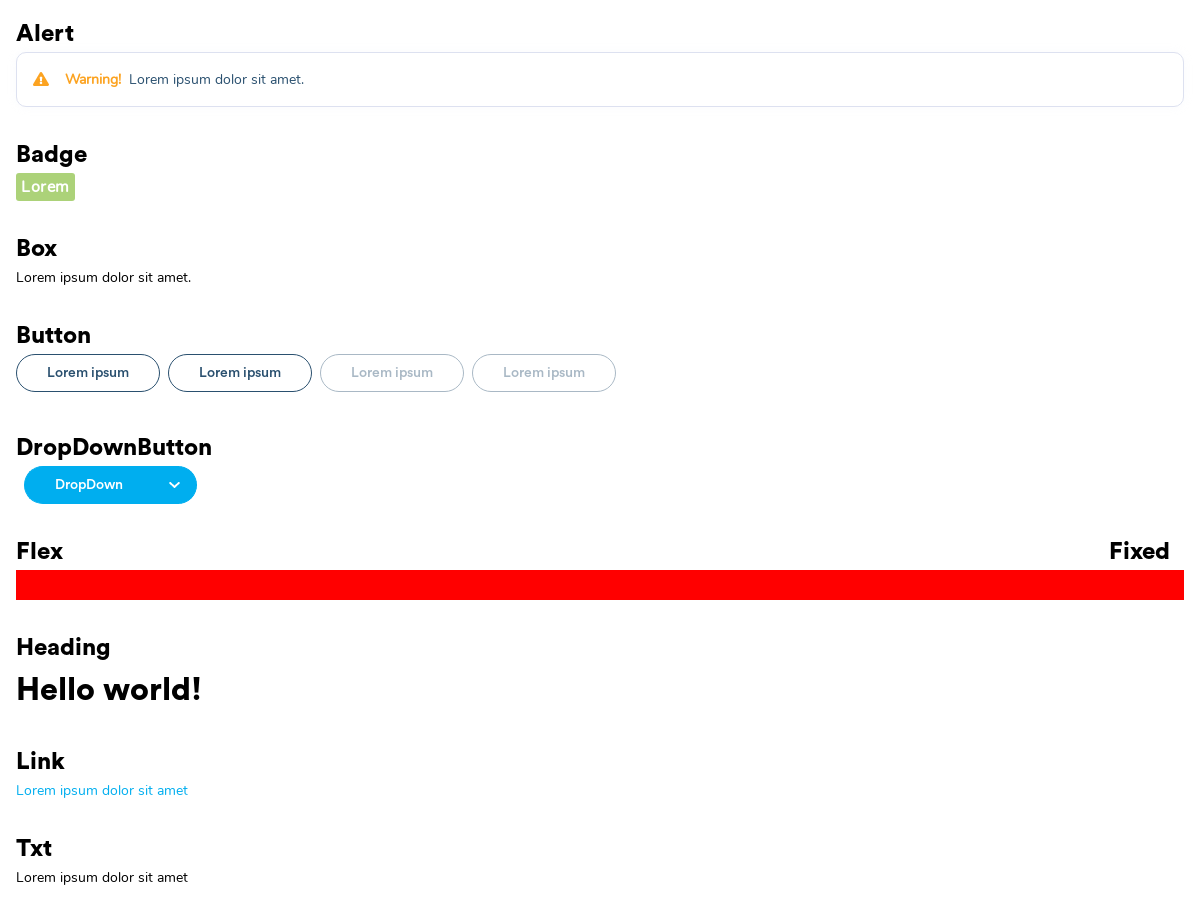 Alert
Warning! Lorem ipsum dolor sit amet.
Badge
Lorem
Box
Lorem ipsum dolor sit amet.
Button
Lorem ipsum Lorem ipsum Lorem ipsum Lorem ipsum
DropDownButton
DropDown
Flex Fixed
Heading
Hello world!
Link
Lorem ipsum dolor sit amet
Txt
Lorem ipsum dolor sit amet